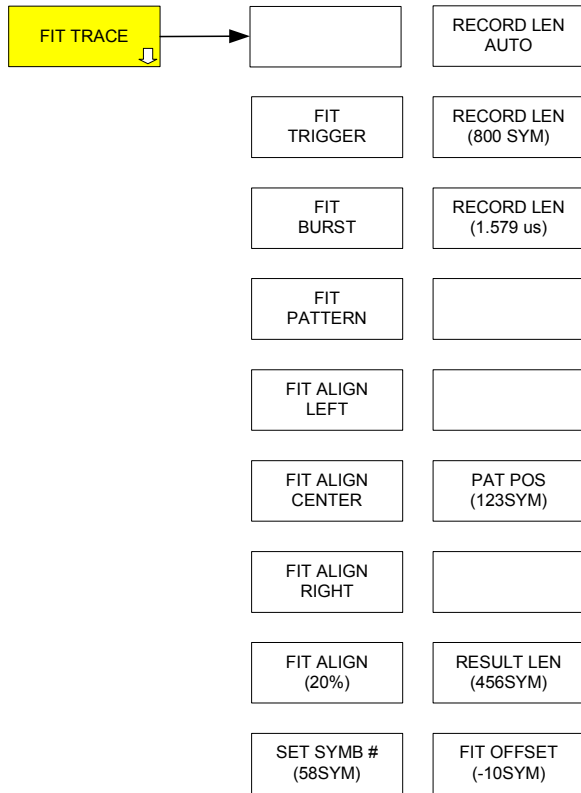 FIT TRACE
RECORD LEN
AUTO
FIT
TRIGGER
RECORD LEN
(800 SYM)
FIT
BURST
RECORD LEN
(1.579 us)
FIT
PATTERN
FIT ALIGN
LEFT
FIT ALIGN
CENTER
PAT POS
(123SYM)
FIT ALIGN
RIGHT
FIT ALIGN
(20%)
RESULT LEN
(456SYM)
SET SYMB #
(58SYM)
FIT OFFSET
(-10SYM)